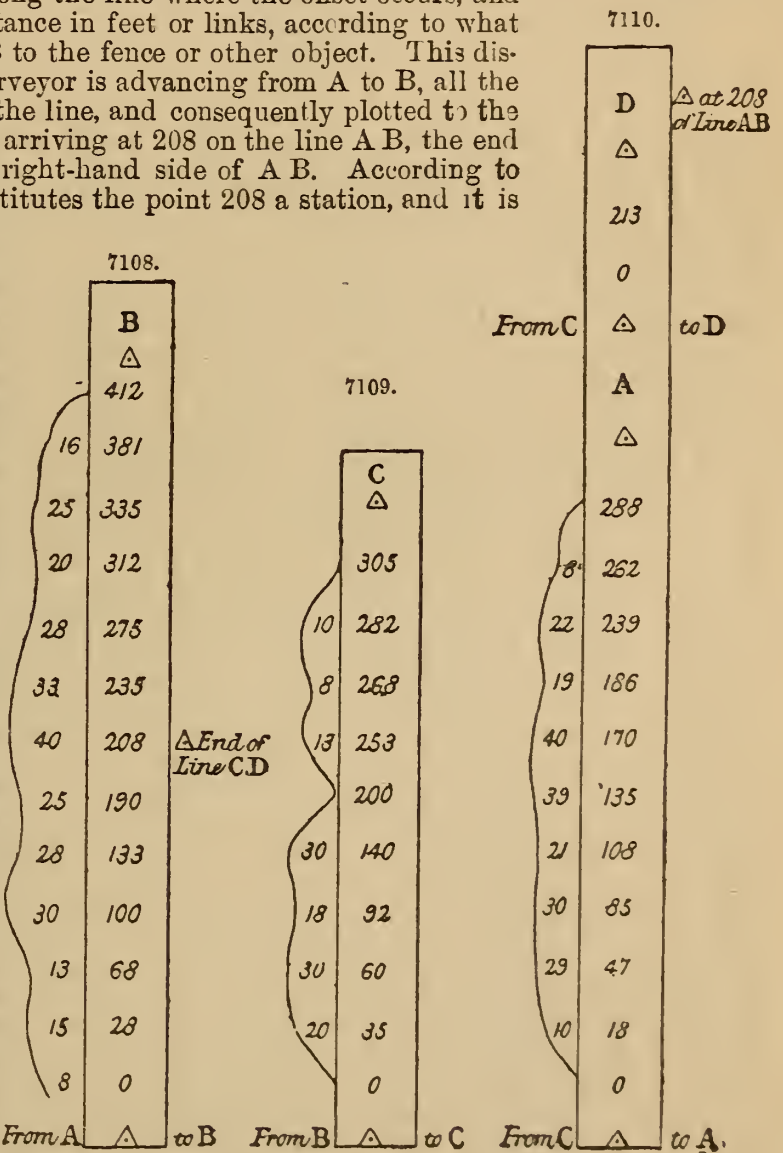 ong the line where the offset occurs, and
tance in feet or links, according to what
to the fence or other object. This dis-
rveyor is advancing from A to B, all the
the line, and consequently plotted to the
arriving at 208 on the line A B, the end
right-hand side of A B. According to
titutes the point 208 a station, and it is
7108.
B
412
16 381
25 335
20 312
28 275
33 235
40 208 End of
Line C.D
25 190
28 133
30 100
13 68
15 28
8 0
From A to B
7109.
C
305
10 282
8 268
13 253
200
30 140
18 92
30 60
20 35
0
From B to C
7110.
D at 208
of Line AB
213
0
From C to D
A
288
8 262
22 239
19 186
40 170
39 135
21 108
30 85
29 47
10 18
0
From C to A.